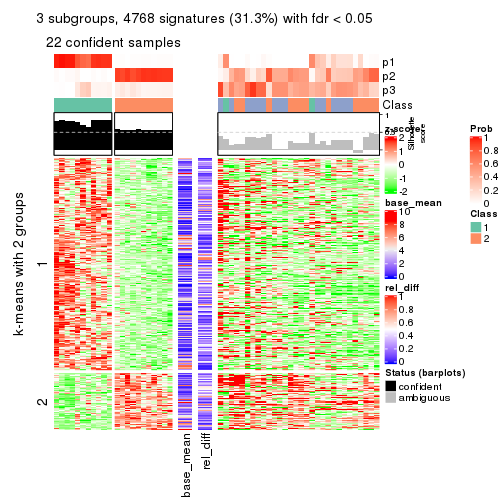 3 subgroups, 4768 signatures (31.3%) with fdr < 0.05
22 confident samples
p1
p2
p3
Class
1
Silhouette
score
z-score
2
1
0
-1
-2
Prob
1
0.8
0.6
0.4
0.2
0
base_mean
10
8
6
4
2
0
Class
1
2
rel_diff
1
0.8
0.6
0.4
0.2
0
Status (barplots)
confident
ambiguous
k-means with 2 groups
1
2
base_mean
rel_diff